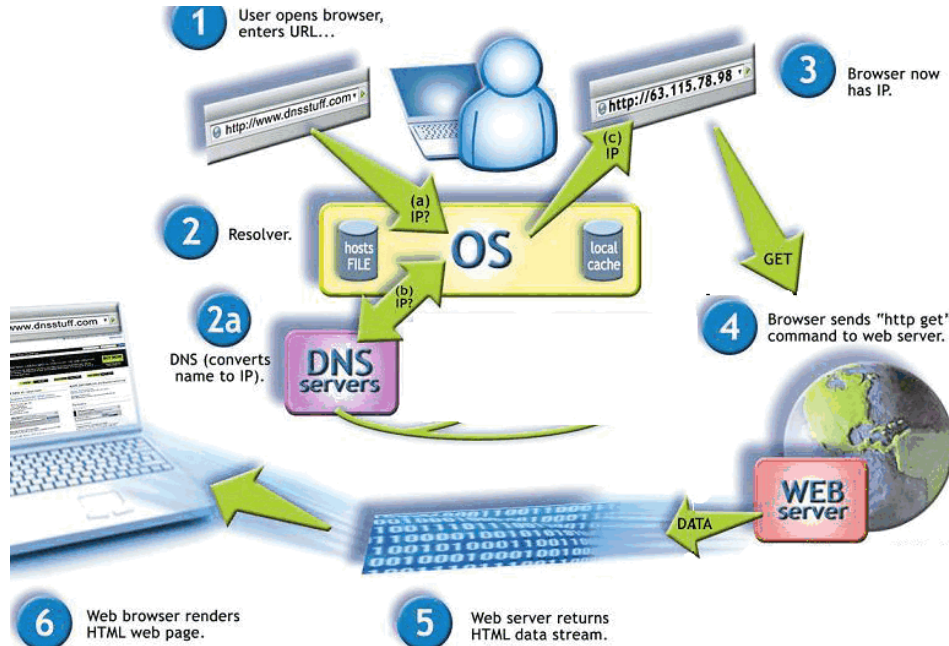 1
User opens browser,
enters URL...
http://www.dnsstuff.com
http://63.115.78.98
3
Browser now
has IP.
(a)
IP?
(c)
IP
2
Resolver.
hosts
FILE
OS
local
cache
GET
(b)
IP?
2a
DNS (converts
name to IP).
DNS
servers
4
Browser sends “http get”
command to web server.
www.dnsstuff.com
WEB
server
DATA
10010100011100
6
Web browser renders
HTML web page.
5
Web server returns
HTML data stream.